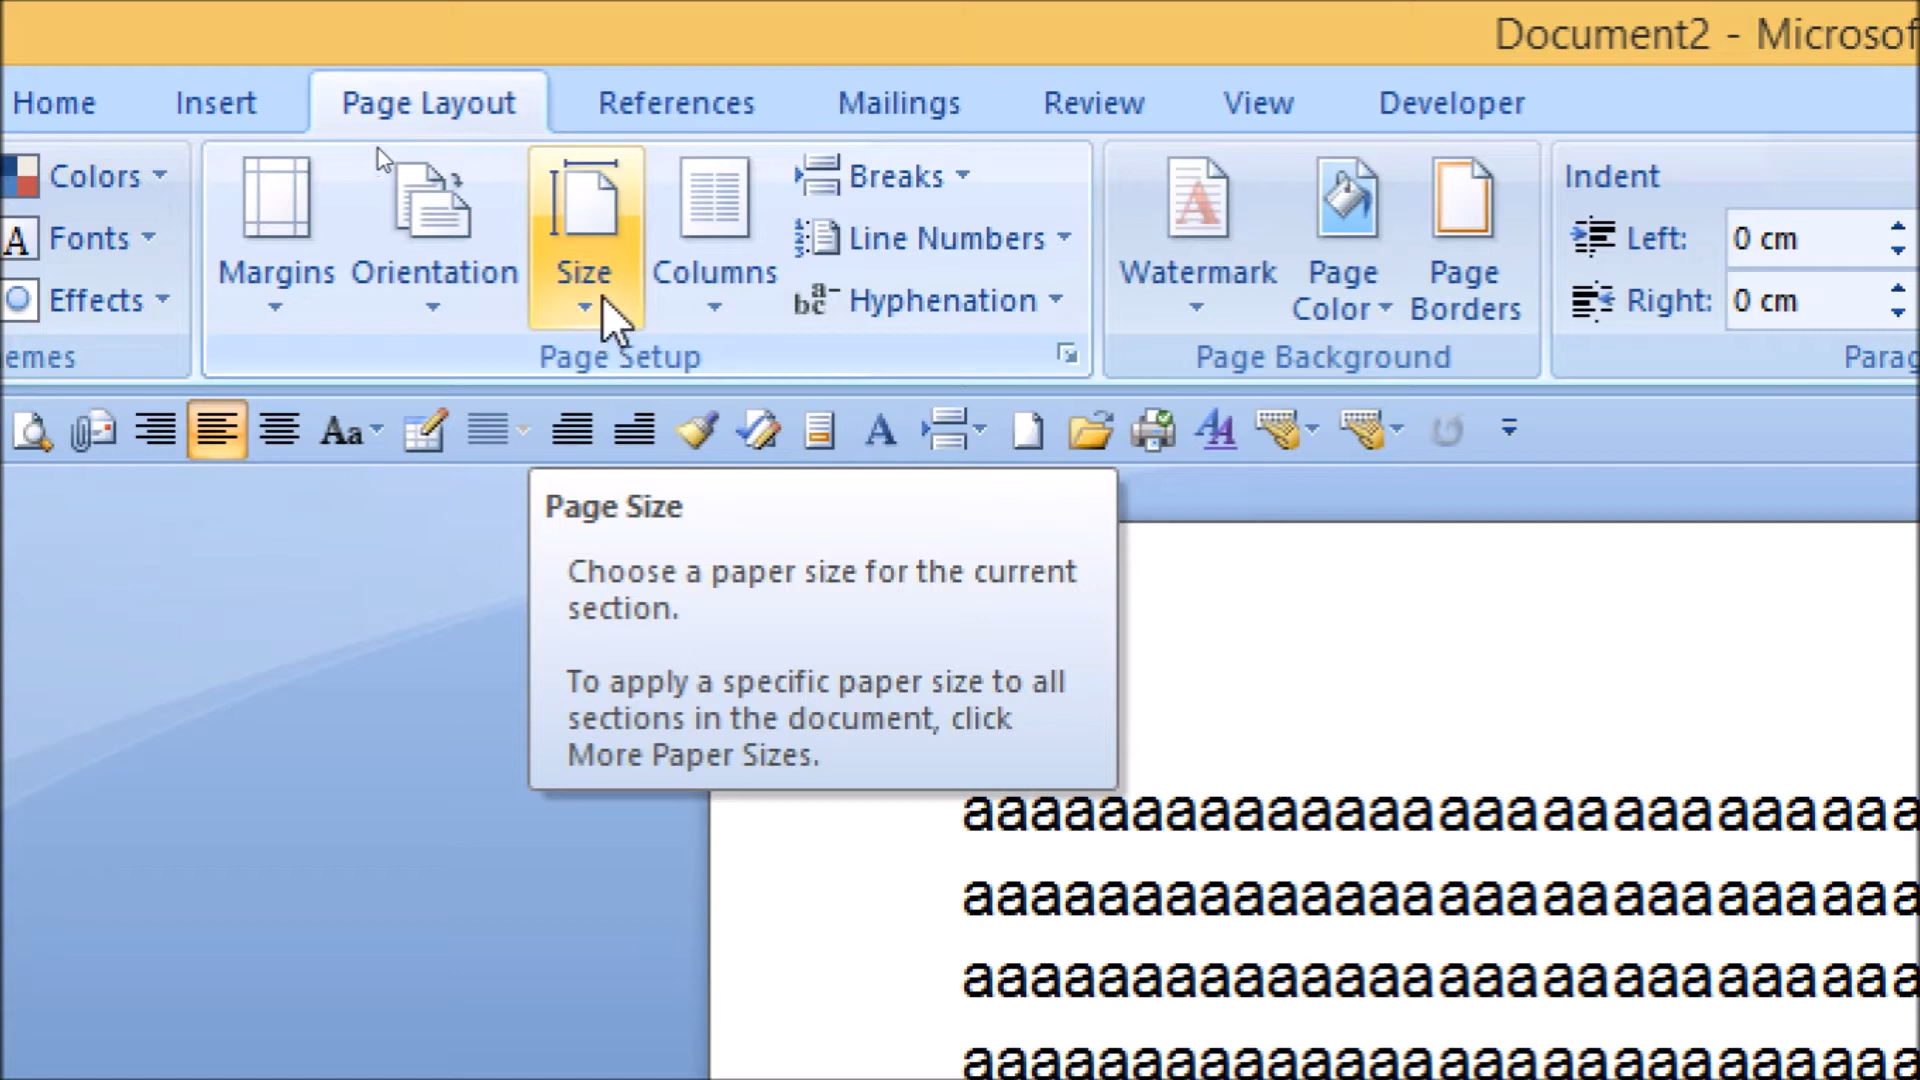 Document2 - Microsof
Home Insert Page Layout References Mailings Review View Developer
Colors
Fonts
Effects
emes
Margins
Orientation
Size
Columns
Breaks
Line Numbers
Hyphenation
Page Setup
Watermark
Page
Color
Page
Borders
Page Background
Indent
Left: 0 cm
Right: 0 cm
Parag
Aa
Page Size
Choose a paper size for the current
section.
To apply a specific paper size to all
sections in the document, click
More Paper Sizes.
aaaaaaaaaaaaaaaaaaaaaaaaaaaaa
aaaaaaaaaaaaaaaaaaaaaaaaaaaaa
aaaaaaaaaaaaaaaaaaaaaaaaaaaaa
aaaaaaaaaaaaaaaaaaaaaaaaaaaaa